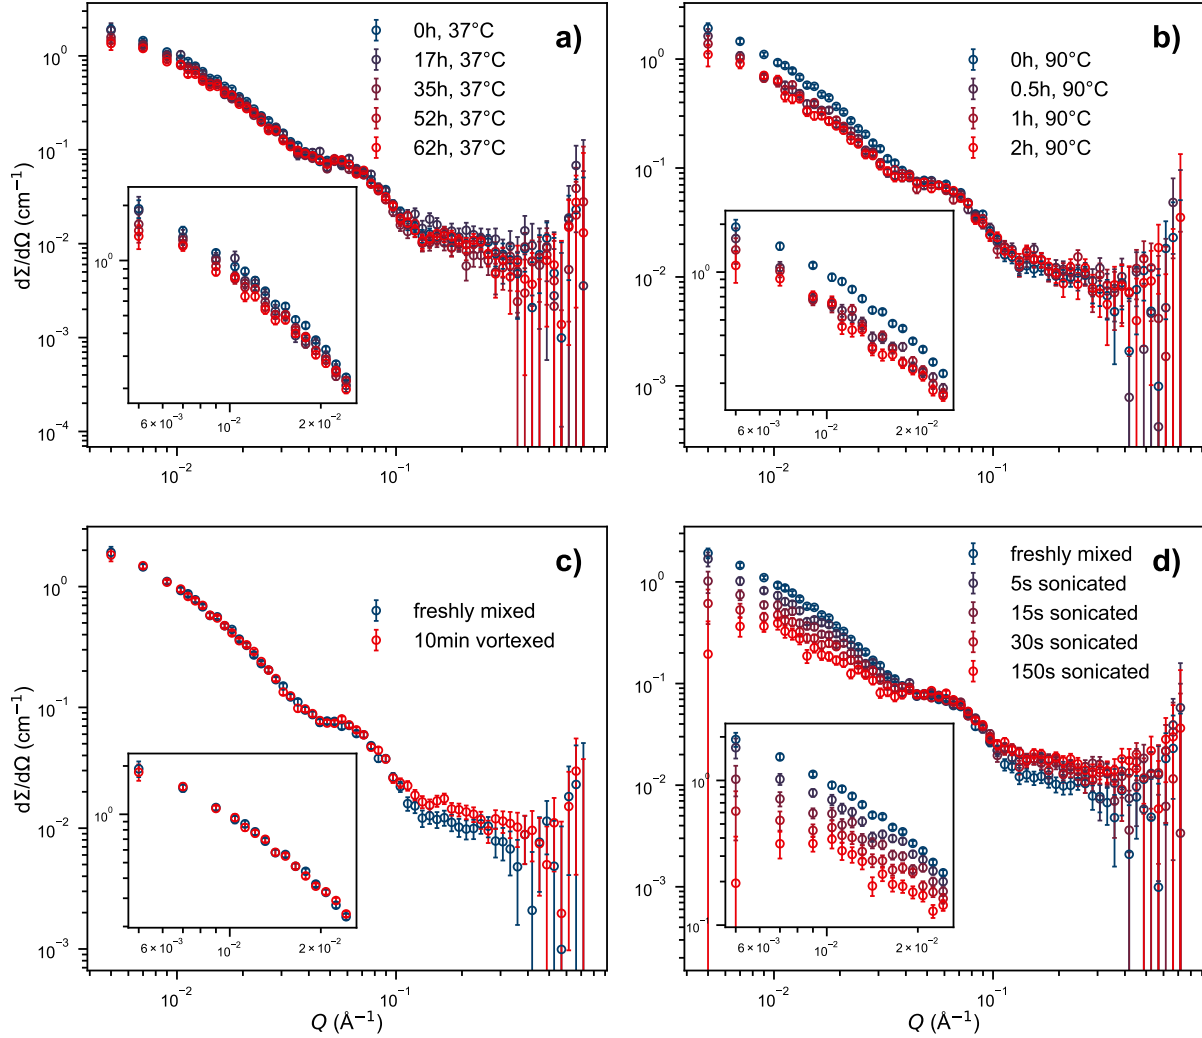 a)
0h, 37°C
17h, 37°C
35h, 37°C
52h, 37°C
62h, 37°C
dΣ/dΩ (cm⁻¹)
10⁰
10⁻¹
10⁻²
10⁻³
10⁻⁴
10⁻²
10⁻¹
10⁰
6 × 10⁻³
10⁻²
2 × 10⁻²
b)
0h, 90°C
0.5h, 90°C
1h, 90°C
2h, 90°C
10⁰
10⁻¹
10⁻²
10⁻³
10⁻²
10⁻¹
10⁰
6 × 10⁻³
10⁻²
2 × 10⁻²
c)
freshly mixed
10min vortexed
dΣ/dΩ (cm⁻¹)
10⁰
10⁻¹
10⁻²
10⁻³
10⁻²
10⁻¹
Q (Å⁻¹)
10⁰
6 × 10⁻³
10⁻²
2 × 10⁻²
d)
freshly mixed
5s sonicated
15s sonicated
30s sonicated
150s sonicated
10⁰
10⁻¹
10⁻²
10⁻³
10⁻²
10⁻¹
Q (Å⁻¹)
10⁰
10⁻¹
6 × 10⁻³
10⁻²
2 × 10⁻²